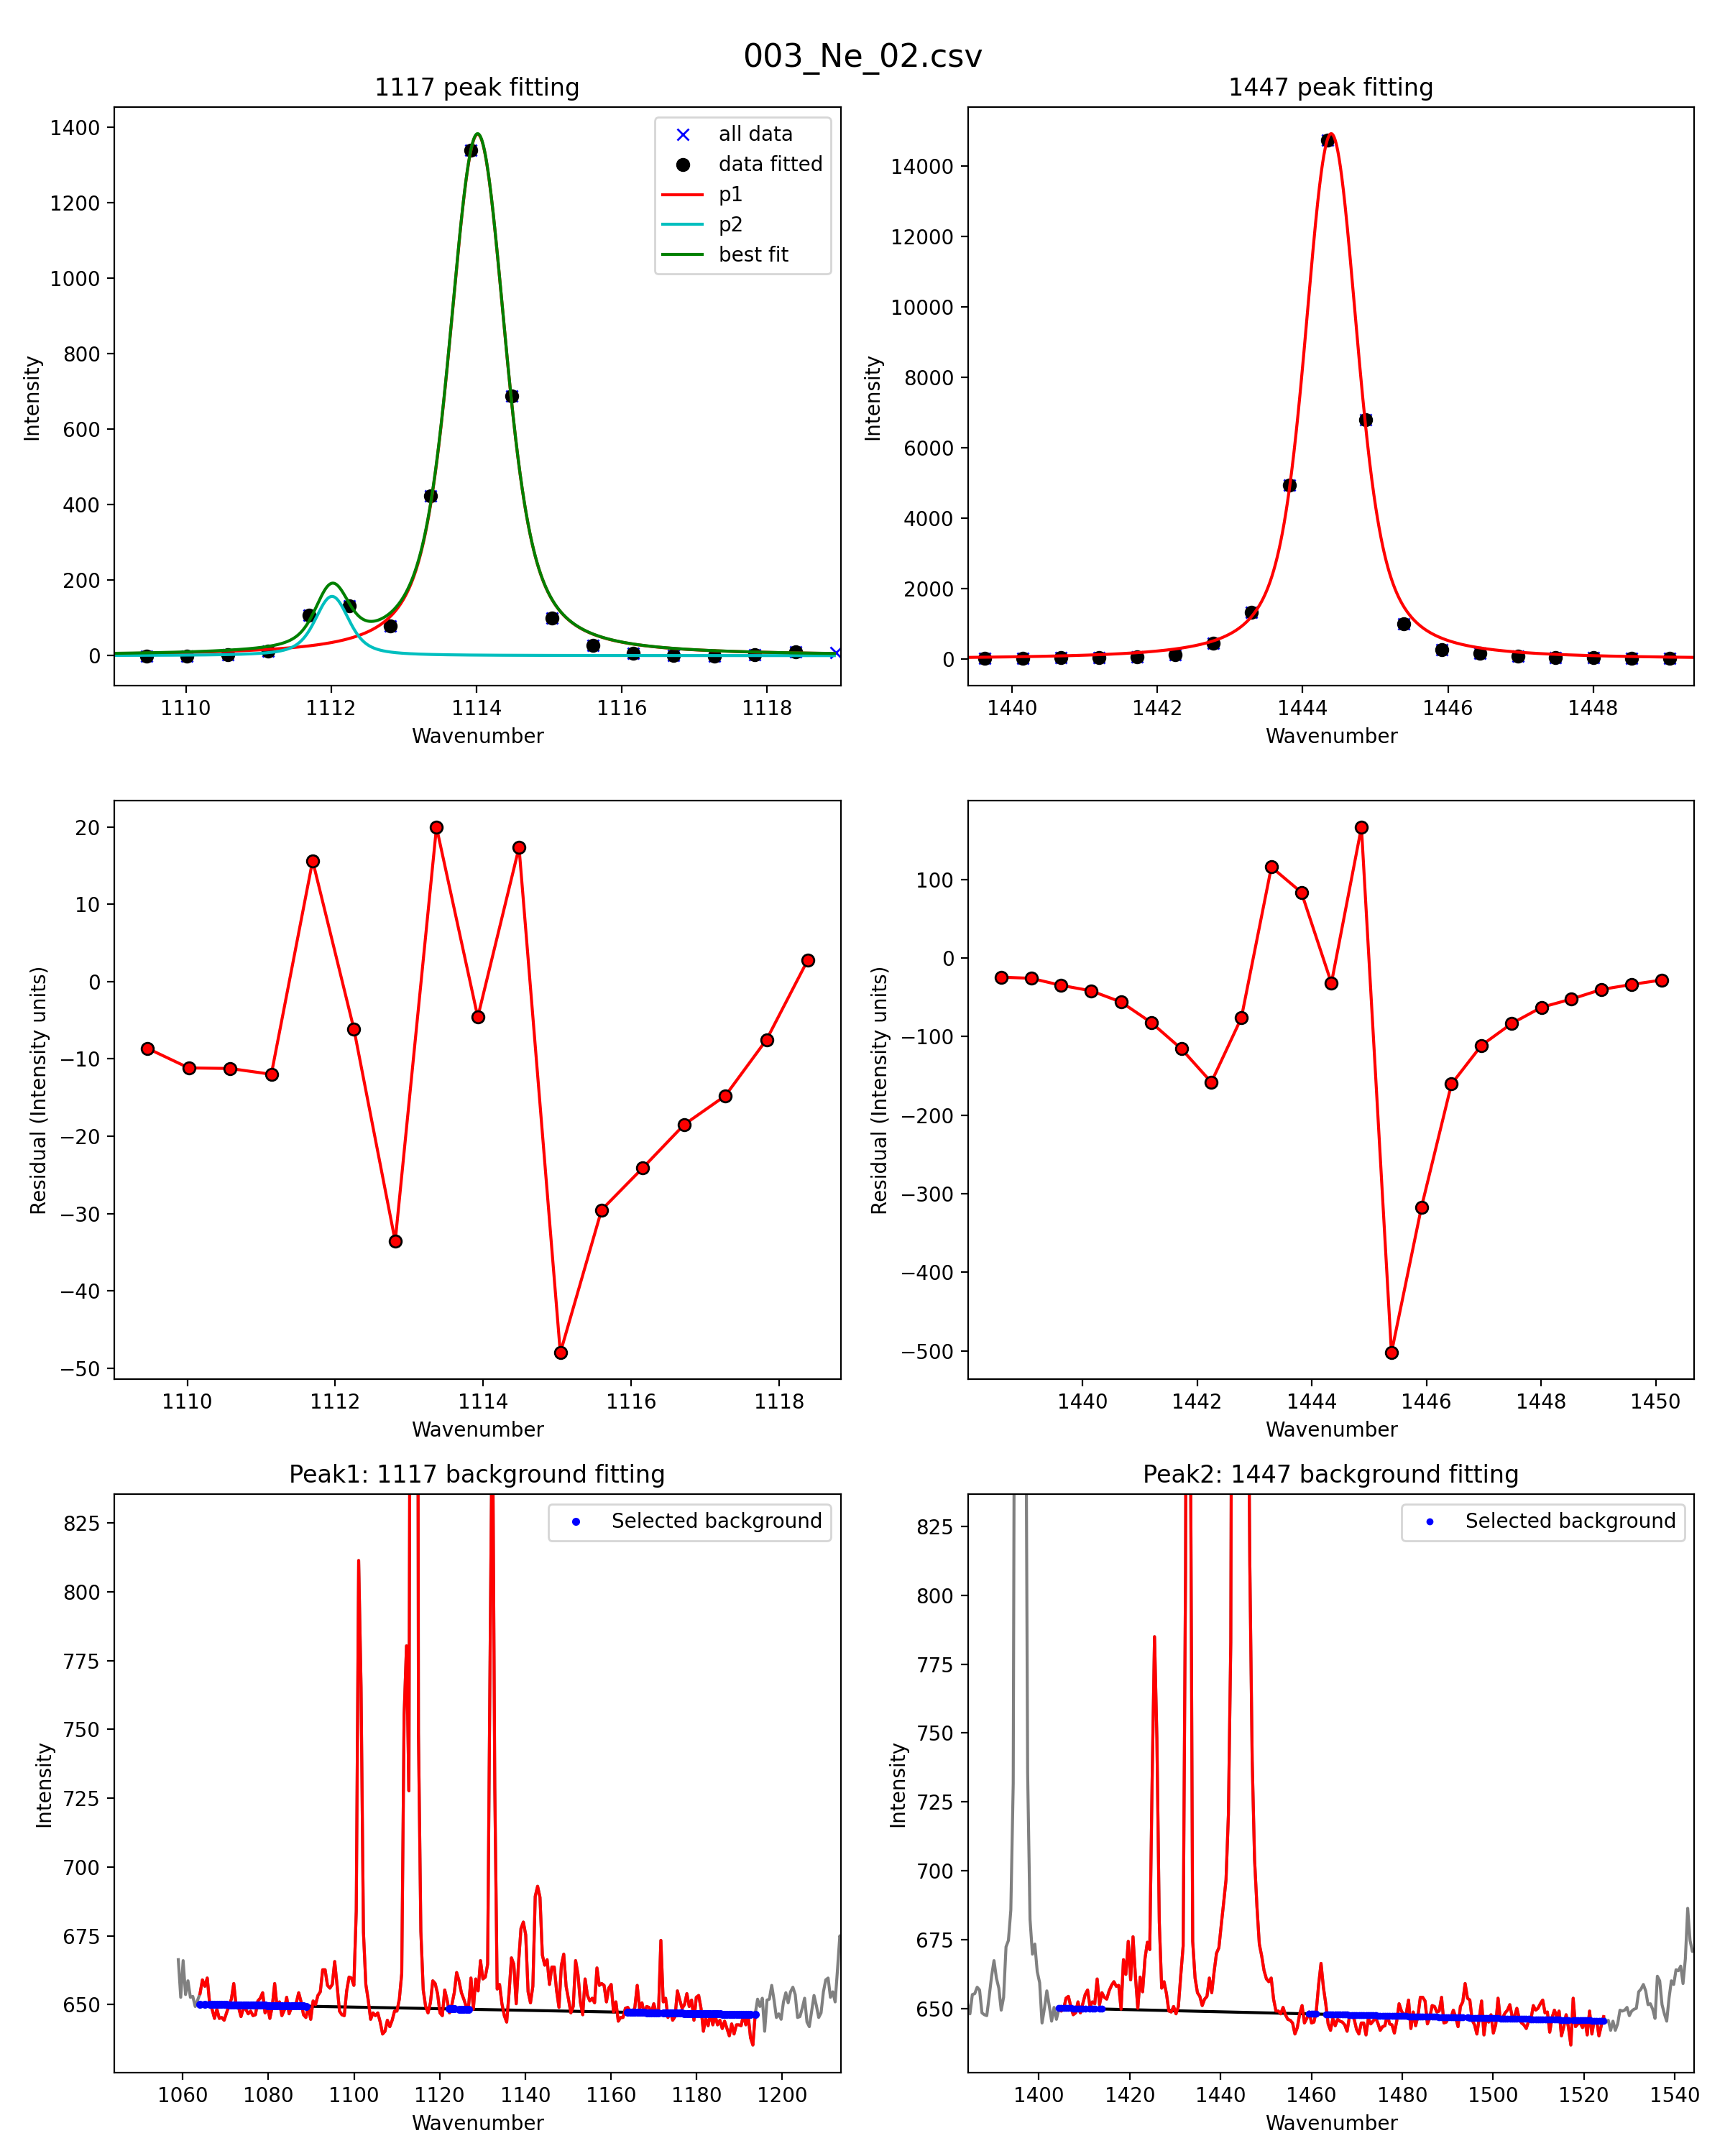 003_Ne_02.csv
1117 peak fitting
1400
1200
1000
800
600
400
200
0
Intensity
1110 1112 1114 1116 1118
Wavenumber
all data
data fitted
p1
p2
best fit
1447 peak fitting
14000
12000
10000
8000
6000
4000
2000
0
Intensity
1440 1442 1444 1446 1448
Wavenumber
20
10
0
−10
−20
−30
−40
−50
Residual (Intensity units)
1110 1112 1114 1116 1118
Wavenumber
100
0
−100
−200
−300
−400
−500
Residual (Intensity units)
1440 1442 1444 1446 1448 1450
Wavenumber
Peak1: 1117 background fitting
Selected background
825
800
775
750
725
700
675
650
Intensity
1060 1080 1100 1120 1140 1160 1180 1200
Wavenumber
Peak2: 1447 background fitting
Selected background
825
800
775
750
725
700
675
650
Intensity
1400 1420 1440 1460 1480 1500 1520 1540
Wavenumber